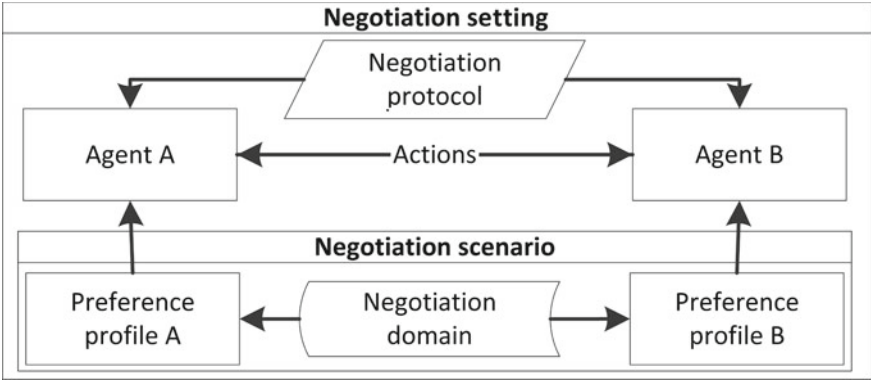 Negotiation setting
Negotiation
protocol
Agent A
Actions
Agent B
Negotiation scenario
Preference
profile A
Negotiation
domain
Preference
profile B